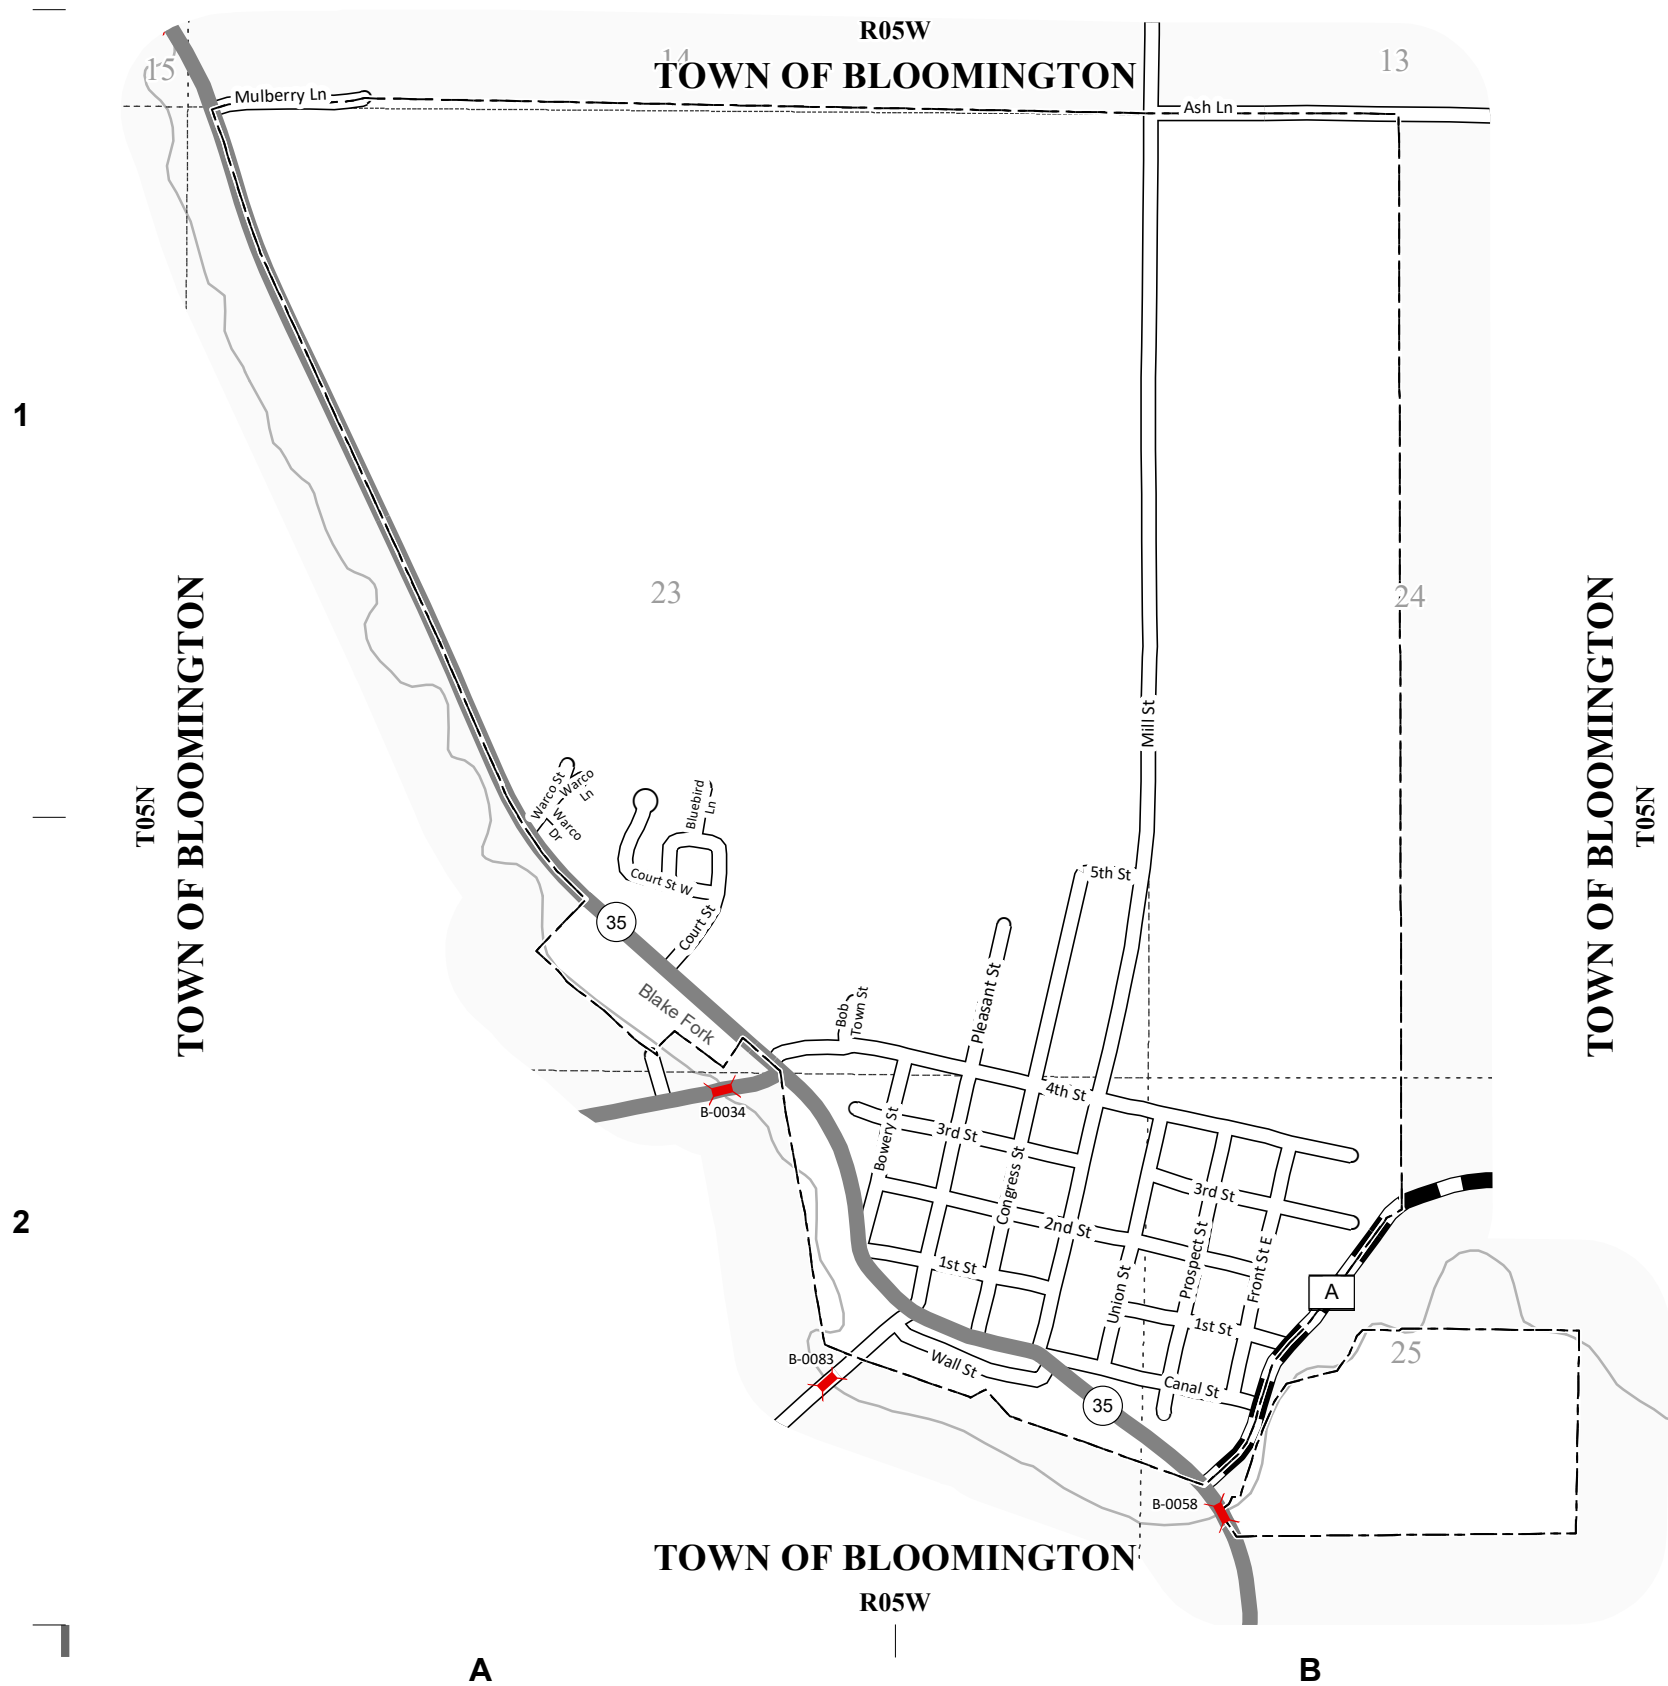 R05W
15
14
13
TOWN OF BLOOMINGTON
Mulberry Ln
Ash Ln
1
23
24
TOWN OF BLOOMINGTON
TOWN OF BLOOMINGTON
T05N
T05N
Mill St
Warco St
Warco
Ln
Warco
Dr
Bluebird
Ln
Court St W
Court St
35
5th St
Blake Fork
Bob
Town St
Pleasant St
4th St
B-0034
Bowery St
3rd St
Congress St
3rd St
2
2nd St
Prospect St
Front St E
1st St
Union St
A
1st St
25
B-0083
Wall St
Canal St
35
B-0058
TOWN OF BLOOMINGTON
R05W
A
B